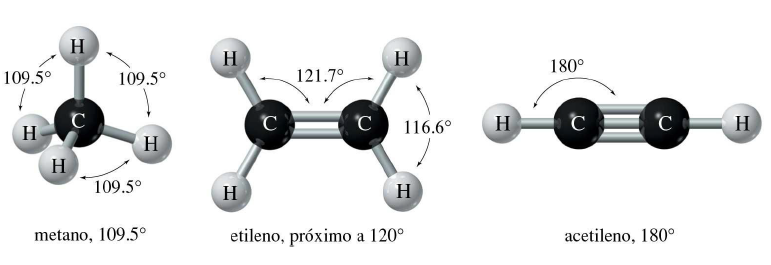 H
109.5°
109.5°
C
H
H
H
109.5°
metano, 109.5°
H
H
121.7°
C
C
116.6°
H
H
etileno, próximo a 120°
180°
H
C
C
H
acetileno, 180°